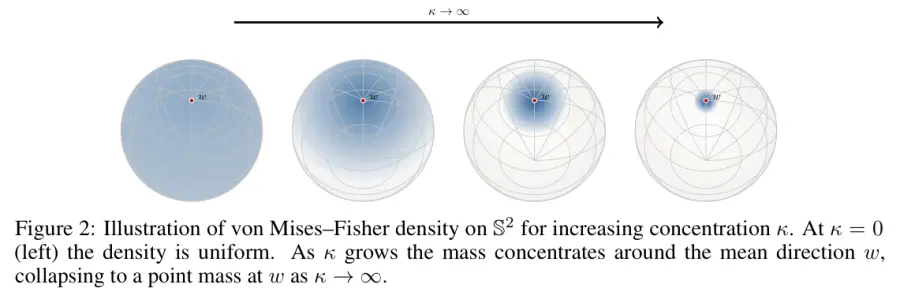 κ → ∞
w
w
w
w
Figure 2: Illustration of von Mises–Fisher density on 𝕊² for increasing concentration κ. At κ = 0
(left) the density is uniform. As κ grows the mass concentrates around the mean direction w,
collapsing to a point mass at w as κ → ∞.